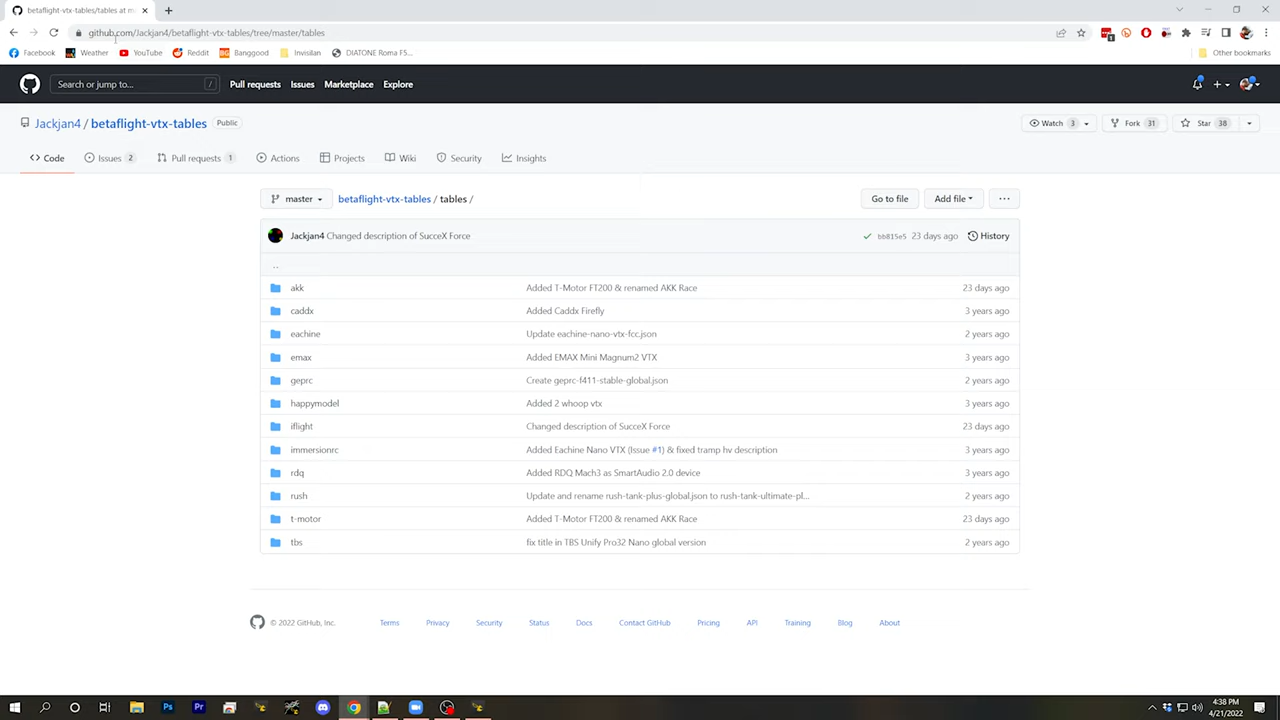 betaflight-vtx-tables/tables at m
github.com/Jackjan4/betaflight-vtx-tables/tree/master/tables
Facebook Weather YouTube Reddit Banggood Invisilan DIATONE Roma F5... Other bookmarks
Search or jump to... / Pull requests Issues Marketplace Explore
Jackjan4 / betaflight-vtx-tables Public Watch 3 Fork 31 Star 38
Code Issues 2 Pull requests 1 Actions Projects Wiki Security Insights
master betaflight-vtx-tables / tables / Go to file Add file ...
Jackjan4 Changed description of SucceX Force bb815e5 23 days ago History
..
akk Added T-Motor FT200 & renamed AKK Race 23 days ago
caddx Added Caddx Firefly 3 years ago
eachine Update eachine-nano-vtx-fcc.json 2 years ago
emax Added EMAX Mini Magnum2 VTX 3 years ago
geprc Create geprc-f411-stable-global.json 2 years ago
happymodel Added 2 whoop vtx 3 years ago
iflight Changed description of SucceX Force 23 days ago
immersionrc Added Eachine Nano VTX (Issue #1) & fixed tramp hv description 3 years ago
rdq Added RDQ Mach3 as SmartAudio 2.0 device 3 years ago
rush Update and rename rush-tank-plus-global.json to rush-tank-ultimate-pl... 2 years ago
t-motor Added T-Motor FT200 & renamed AKK Race 23 days ago
tbs fix title in TBS Unify Pro32 Nano global version 2 years ago
© 2022 GitHub, Inc. Terms Privacy Security Status Docs Contact GitHub Pricing API Training Blog About
4:38 PM
4/21/2022